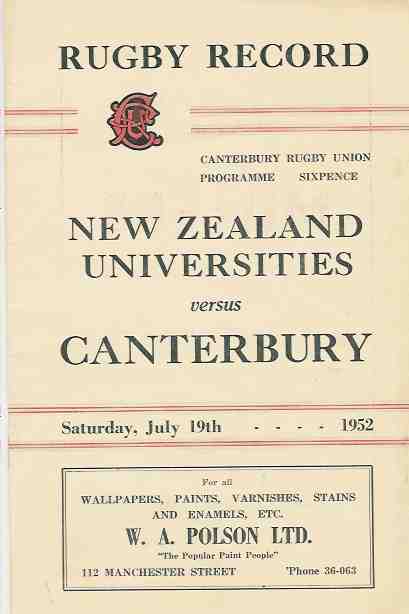 RUGBY RECORD
CANTERBURY RUGBY UNION
PROGRAMME SIXPENCE
NEW ZEALAND
UNIVERSITIES
versus
CANTERBURY
Saturday, July 19th - - - - 1952
For all
WALLPAPERS, PAINTS, VARNISHES, STAINS
AND ENAMELS, ETC.
W. A. POLSON LTD.
"The Popular Paint People"
112 MANCHESTER STREET 'Phone 36-063